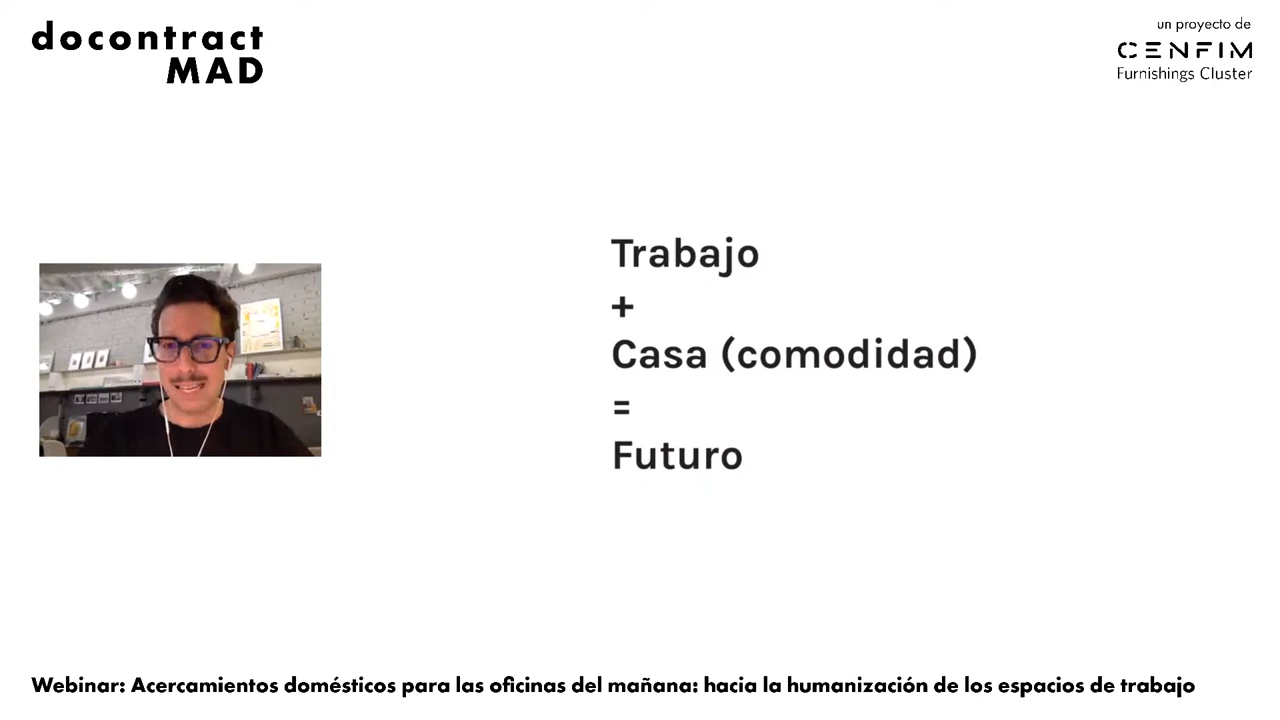 docontract
MAD
un proyecto de
CENFIM
Furnishings Cluster
Trabajo
+
Casa (comodidad)
=
Futuro
Webinar: Acercamientos domésticos para las oficinas del mañana: hacia la humanización de los espacios de trabajo